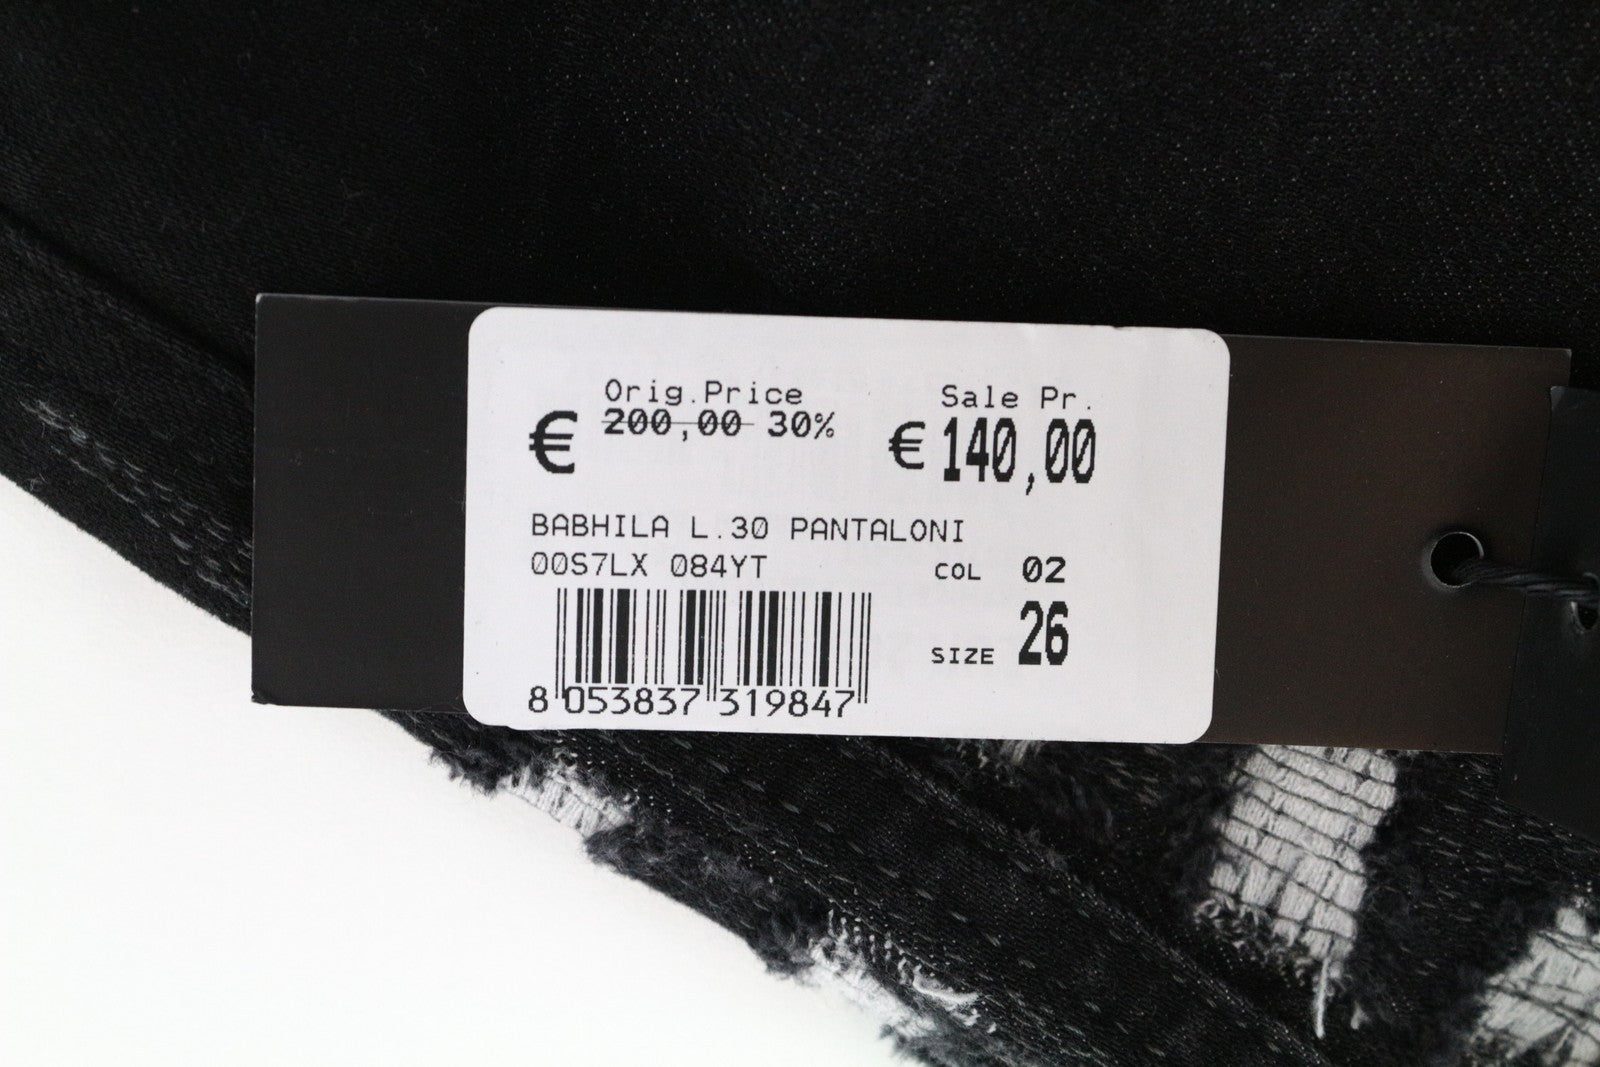 Orig.Price
€ 200,00 30%
Sale Pr.
€ 140,00
BABHILA L.30 PANTALONI
00S7LX 084YT
COL 02
SIZE 26
8 053837 319847